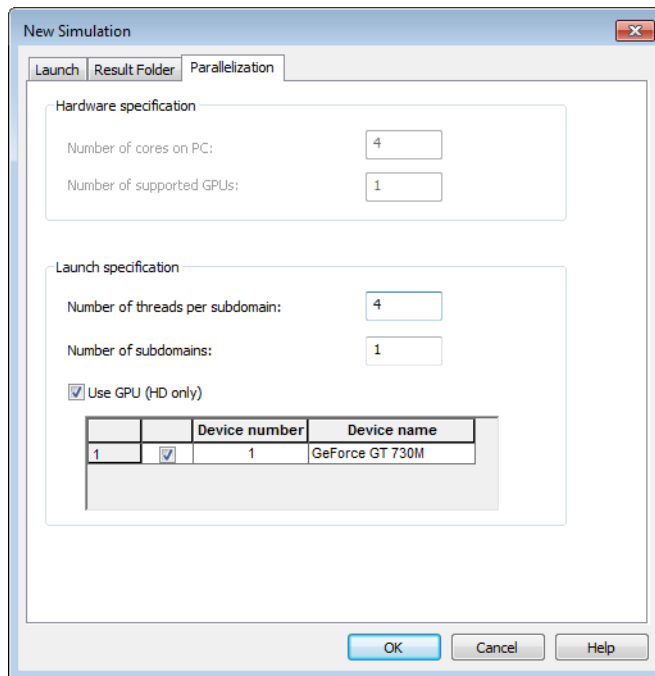 New Simulation
Launch Result Folder Parallelization
Hardware specification
Number of cores on PC: 4
Number of supported GPUs: 1
Launch specification
Number of threads per subdomain: 4
Number of subdomains: 1
Use GPU (HD only)
Device number Device name
1 1 GeForce GT 730M
OK Cancel Help